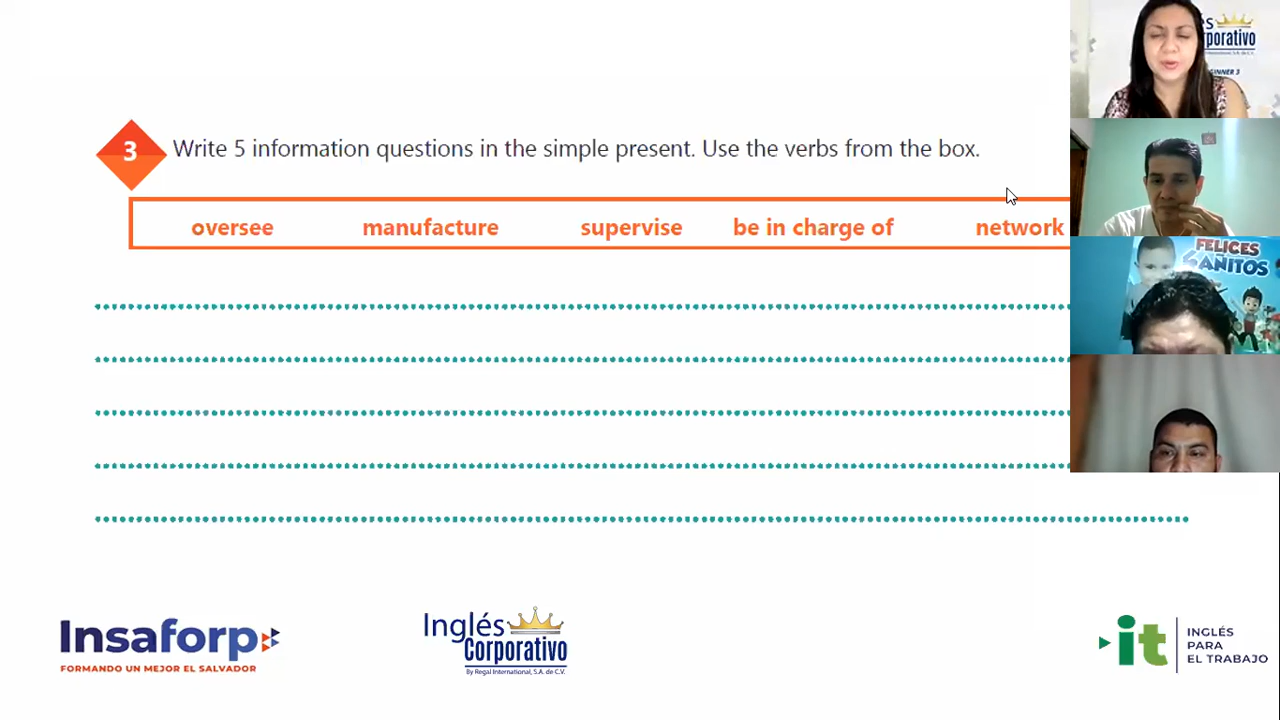 3
Write 5 information questions in the simple present. Use the verbs from the box.
oversee manufacture supervise be in charge of network
Insaforp
FORMANDO UN MEJOR EL SALVADOR
Inglés
Corporativo
By Regal International, S.A. de C.V.
it
INGLÉS
PARA
EL TRABAJO
FELICES
4 AÑITOS